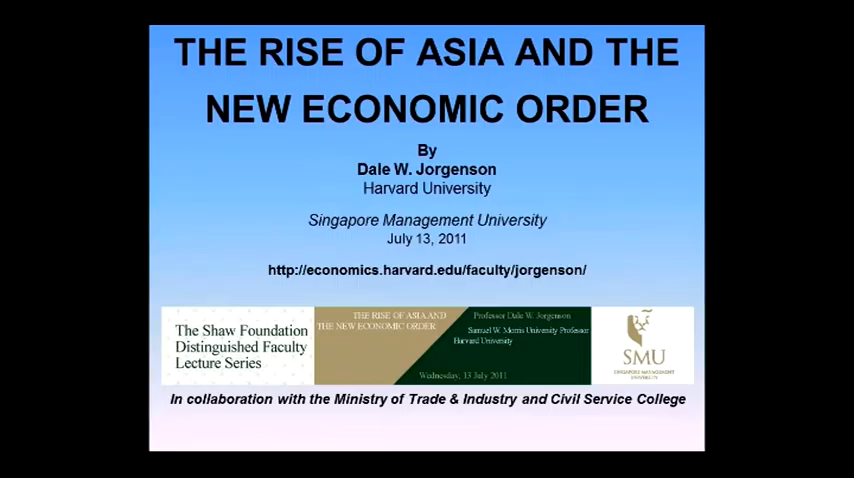 THE RISE OF ASIA AND THE
NEW ECONOMIC ORDER
By
Dale W. Jorgenson
Harvard University
Singapore Management University
July 13, 2011
http://economics.harvard.edu/faculty/jorgenson/
The Shaw Foundation
Distinguished Faculty
Lecture Series
THE RISE OF ASIA AND
THE NEW ECONOMIC ORDER
Professor Dale W. Jorgenson
Samuel W. Morris University Professor
Harvard University
Wednesday, 13 July 2011
SMU
SINGAPORE MANAGEMENT
UNIVERSITY
In collaboration with the Ministry of Trade & Industry and Civil Service College